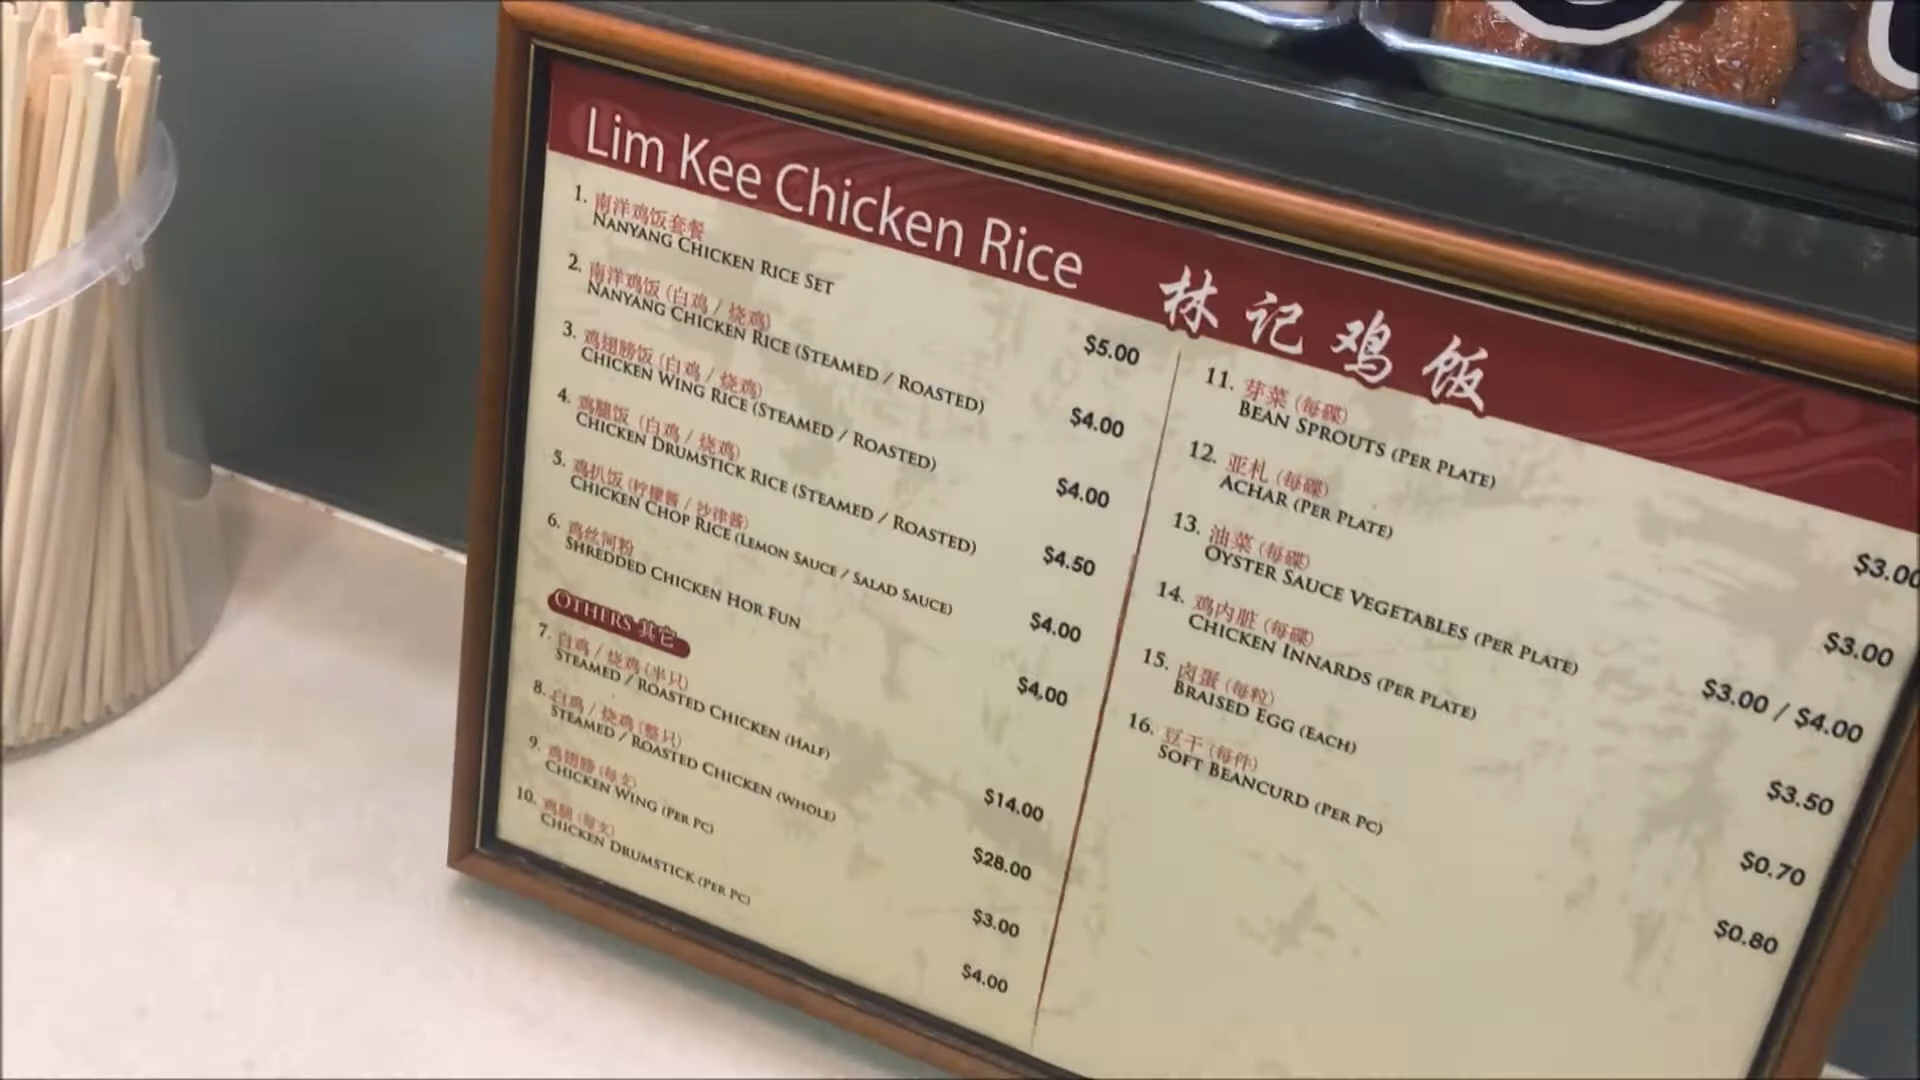 Lim Kee Chicken Rice 林记鸡饭
1. 南洋鸡饭套餐
NANYANG CHICKEN RICE SET $5.00
2. 南洋鸡饭 (白鸡 / 烧鸡)
NANYANG CHICKEN RICE (STEAMED / ROASTED) $4.00
3. 鸡翅膀饭 (白鸡 / 烧鸡)
CHICKEN WING RICE (STEAMED / ROASTED) $4.00
4. 鸡腿饭 (白鸡 / 烧鸡)
CHICKEN DRUMSTICK RICE (STEAMED / ROASTED) $4.50
5. 鸡扒饭 (柠檬酱 / 沙律酱)
CHICKEN CHOP RICE (LEMON SAUCE / SALAD SAUCE) $4.00
6. 鸡丝河粉
SHREDDED CHICKEN HOR FUN $4.00
OTHERS 其它
7. 白鸡 / 烧鸡 (半只)
STEAMED / ROASTED CHICKEN (HALF) $14.00
8. 白鸡 / 烧鸡 (整只)
STEAMED / ROASTED CHICKEN (WHOLE) $28.00
9. 鸡翅膀 (每支)
CHICKEN WING (PER PC) $3.00
10. 鸡腿 (每支)
CHICKEN DRUMSTICK (PER PC) $4.00
11. 芽菜 (每碟)
BEAN SPROUTS (PER PLATE) $3.00
12. 亚札 (每碟)
ACHAR (PER PLATE) $3.00
13. 油菜 (每碟)
OYSTER SAUCE VEGETABLES (PER PLATE) $3.00 / $4.00
14. 鸡内脏 (每碟)
CHICKEN INNARDS (PER PLATE) $3.50
15. 卤蛋 (每粒)
BRAISED EGG (EACH) $0.70
16. 豆干 (每件)
SOFT BEANCURD (PER PC) $0.80